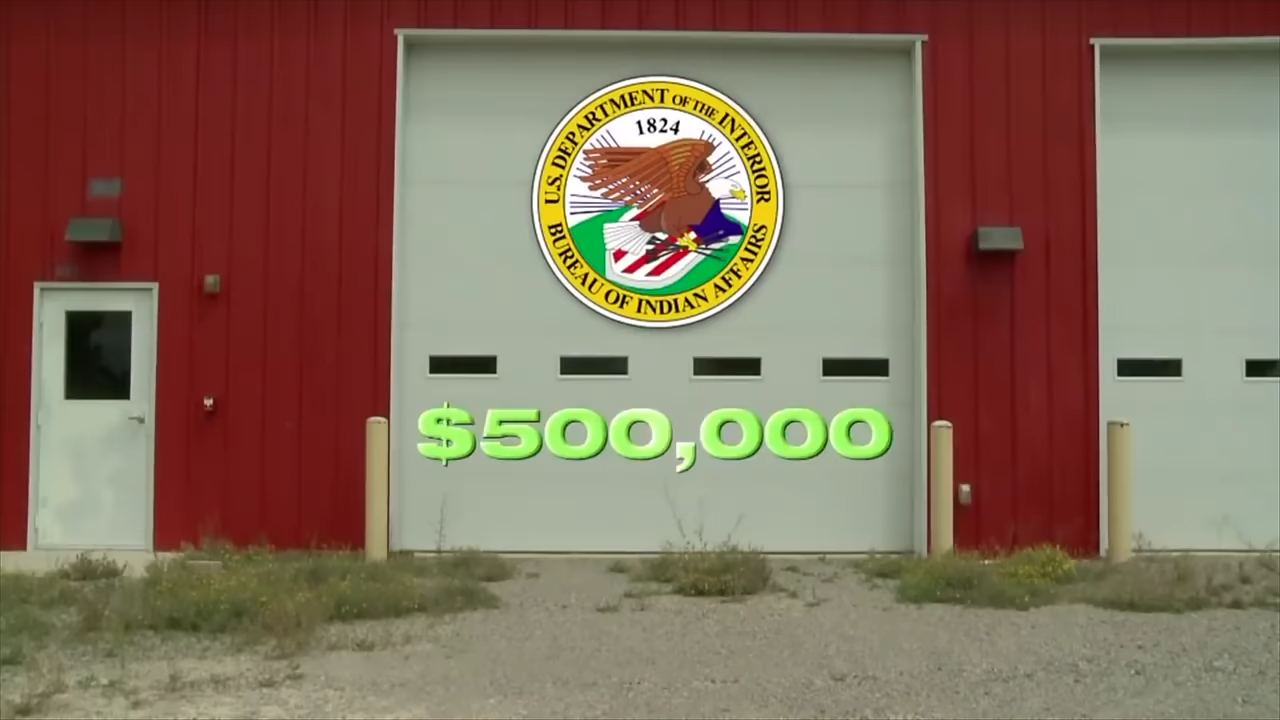 U.S. DEPARTMENT OF THE INTERIOR
1824
BUREAU OF INDIAN AFFAIRS
$500,000